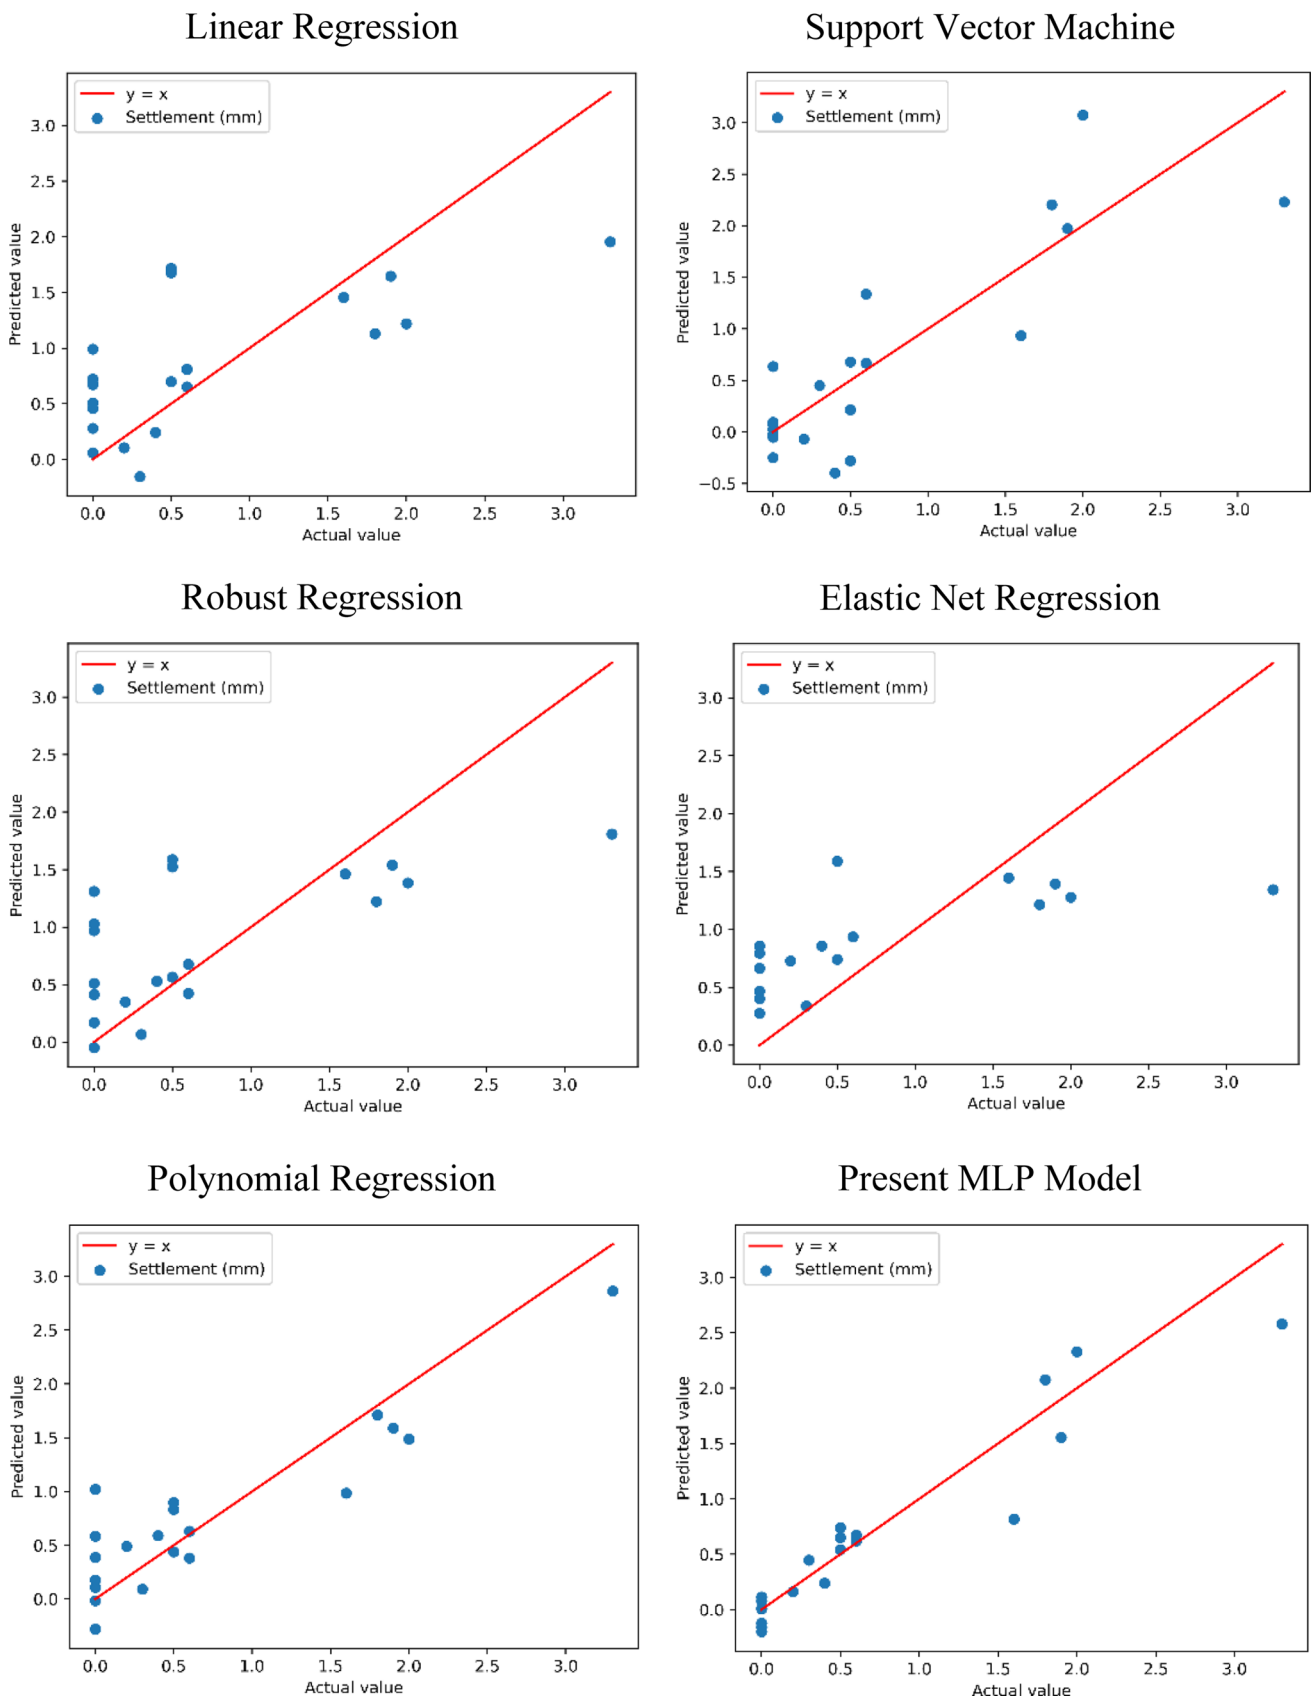 Linear Regression
y = x
Settlement (mm)
3.0
2.5
2.0
1.5
1.0
0.5
0.0
Predicted value
0.0 0.5 1.0 1.5 2.0 2.5 3.0
Actual value
Support Vector Machine
y = x
Settlement (mm)
3.0
2.5
2.0
1.5
1.0
0.5
0.0
−0.5
Predicted value
0.0 0.5 1.0 1.5 2.0 2.5 3.0
Actual value
Robust Regression
y = x
Settlement (mm)
3.0
2.5
2.0
1.5
1.0
0.5
0.0
Predicted value
0.0 0.5 1.0 1.5 2.0 2.5 3.0
Actual value
Elastic Net Regression
y = x
Settlement (mm)
3.0
2.5
2.0
1.5
1.0
0.5
0.0
Predicted value
0.0 0.5 1.0 1.5 2.0 2.5 3.0
Actual value
Polynomial Regression
y = x
Settlement (mm)
3.0
2.5
2.0
1.5
1.0
0.5
0.0
Predicted value
0.0 0.5 1.0 1.5 2.0 2.5 3.0
Actual value
Present MLP Model
y = x
Settlement (mm)
3.0
2.5
2.0
1.5
1.0
0.5
0.0
Predicted value
0.0 0.5 1.0 1.5 2.0 2.5 3.0
Actual value